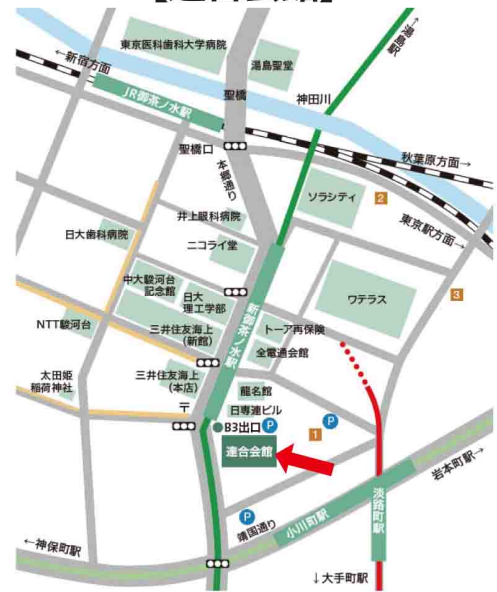 東京医科歯科大学病院
湯島聖堂
→湯島駅
←新宿方面
JR御茶ノ水駅
聖橋
神田川
聖橋口
本郷通り
秋葉原方面→
ソラシティ
2
東京駅方面→
井上眼科病院
日大歯科病院
ニコライ堂
中大駿河台
記念館
日大
理工学部
新御茶ノ水駅
ワテラス
3
NTT駿河台
三井住友海上
(新館)
トーア再保険
全電通会館
太田姫
稲荷神社
三井住友海上
(本店)
龍名館
〒
日専連ビル
B3出口
P
P
1
連合会館
岩本町駅→
淡路町駅
小川町駅
P
靖国通り
←神保町駅
↓大手町駅